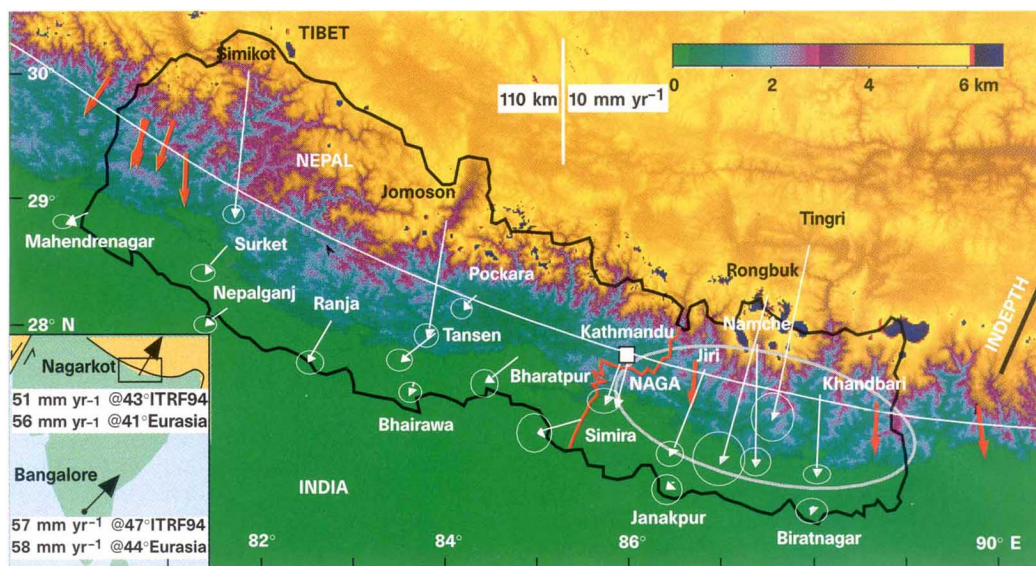 TIBET
Simikot
30°
0 2 4 6 km
110 km 10 mm yr⁻¹
NEPAL
29°
Jomoson
Tingri
Mahendrenagar
Surket
Pockara
Rongbuk
Nepalganj
Ranja
Namche
INDEPTH
28° N
Tansen
Kathmandu
Jiri
Nagarkot
Bharatpur
NAGA
Khandbari
51 mm yr-1 @43°ITRF94
56 mm yr-1 @41°Eurasia
Bhairawa
Simira
Bangalore
INDIA
Janakpur
Biratnagar
57 mm yr⁻¹ @47°ITRF94
58 mm yr⁻¹ @44°Eurasia
82° 84° 86° 88° 90° E